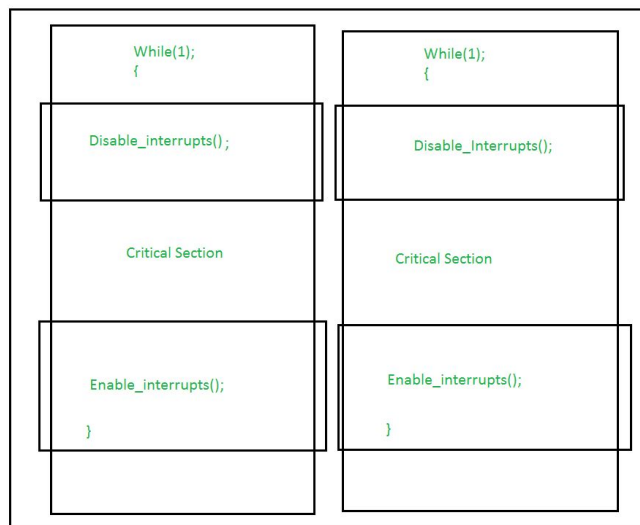 While(1);
{
Disable_interrupts();
Critical Section
Enable_interrupts();
}
While(1);
{
Disable_Interrupts();
Critical Section
Enable_interrupts();
}